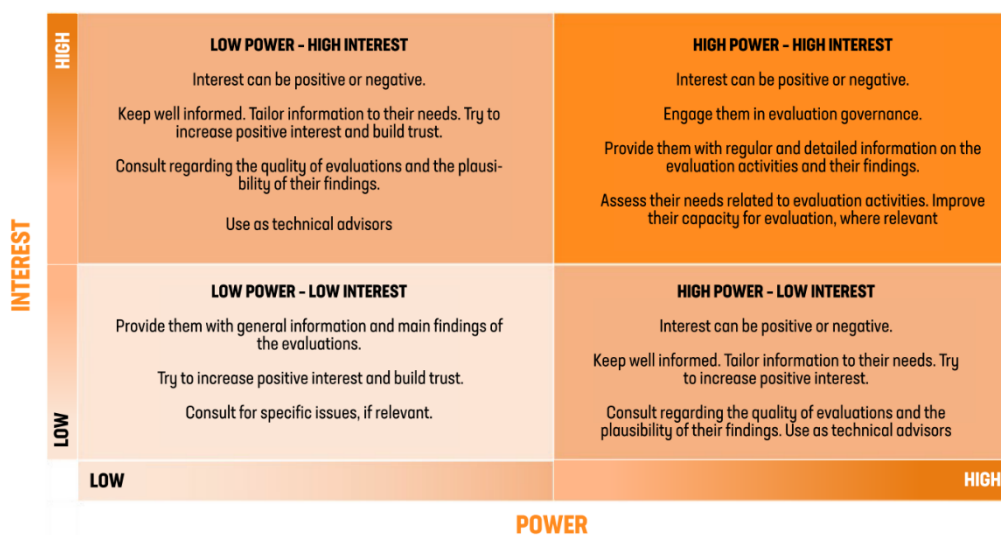 HIGH
LOW POWER – HIGH INTEREST
Interest can be positive or negative.
Keep well informed. Tailor information to their needs. Try to
increase positive interest and build trust.
Consult regarding the quality of evaluations and the plausi-
bility of their findings.
Use as technical advisors
HIGH POWER – HIGH INTEREST
Interest can be positive or negative.
Engage them in evaluation governance.
Provide them with regular and detailed information on the
evaluation activities and their findings.
Assess their needs related to evaluation activities. Improve
their capacity for evaluation, where relevant
INTEREST
LOW
LOW POWER – LOW INTEREST
Provide them with general information and main findings of
the evaluations.
Try to increase positive interest and build trust.
Consult for specific issues, if relevant.
HIGH POWER – LOW INTEREST
Interest can be positive or negative.
Keep well informed. Tailor information to their needs. Try
to increase positive interest.
Consult regarding the quality of evaluations and the
plausibility of their findings. Use as technical advisors
LOW
HIGH
POWER